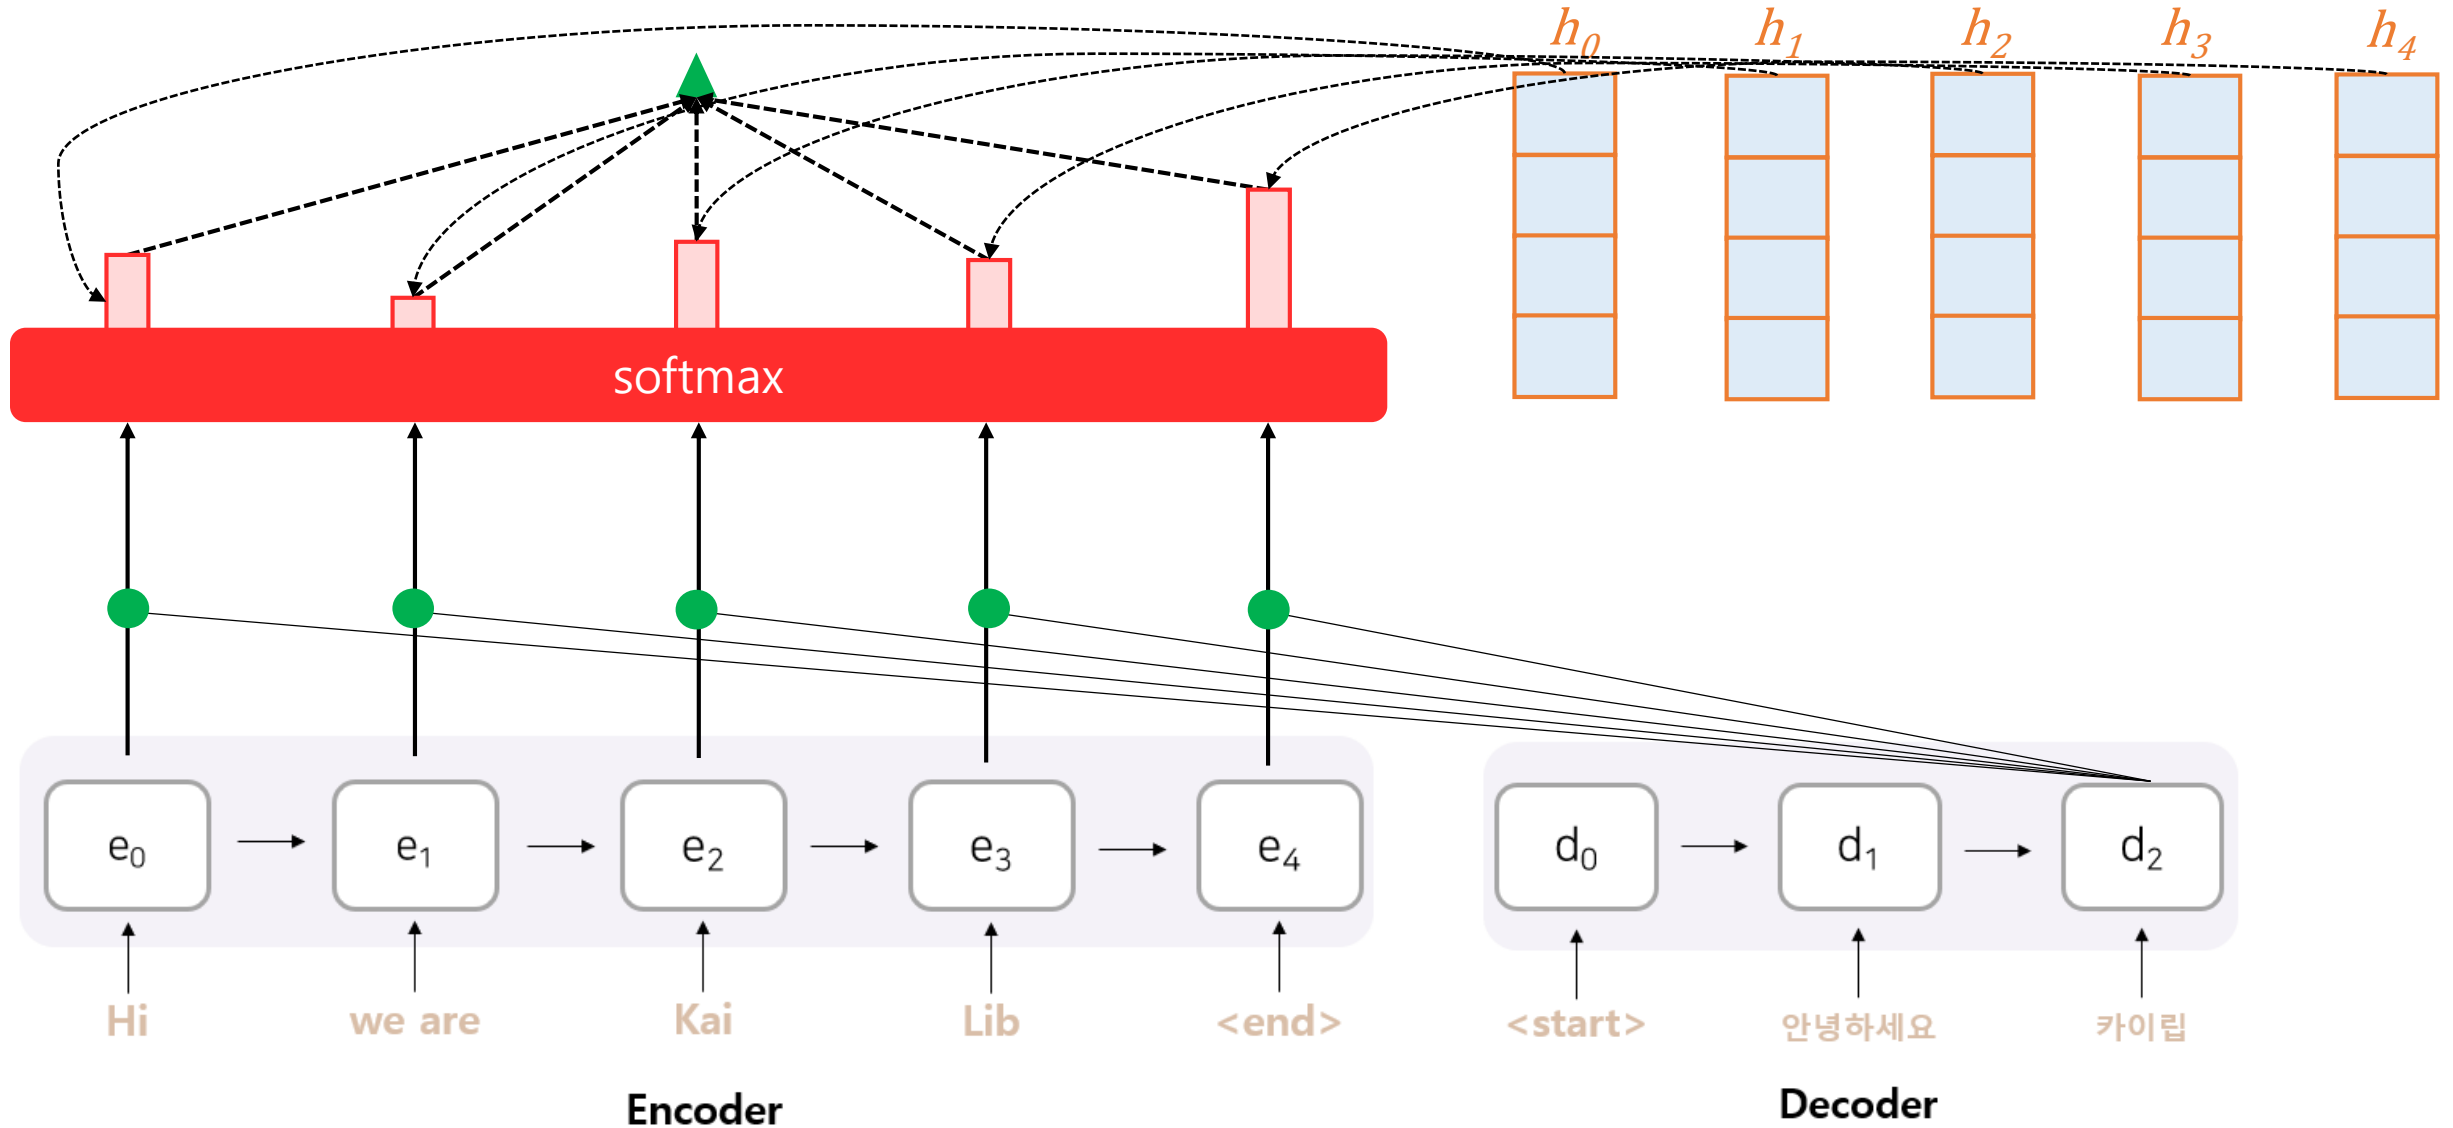 h0 h1 h2 h3 h4
softmax
e0 e1 e2 e3 e4 d0 d1 d2
Hi we are Kai Lib <end> <start> 안녕하세요 카이립
Encoder Decoder